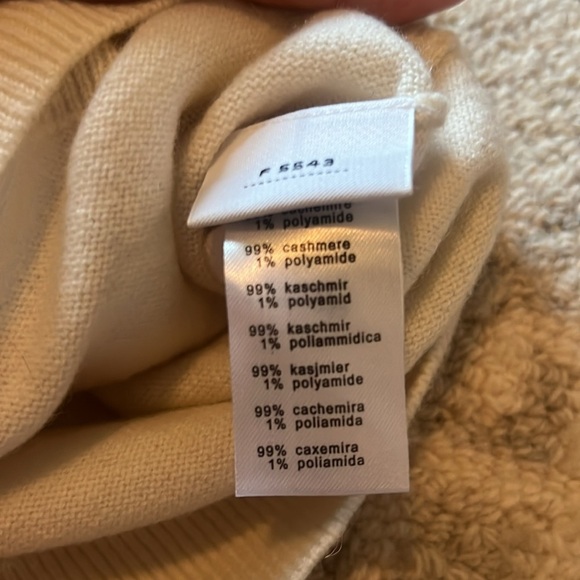 F 5543
cachemire
1% polyamide
99% cashmere
1% polyamide
99% kaschmir
1% polyamid
99% kaschmir
1% poliammidica
99% kasjmier
1% polyamide
99% cachemira
1% poliamida
99% caxemira
1% poliamida